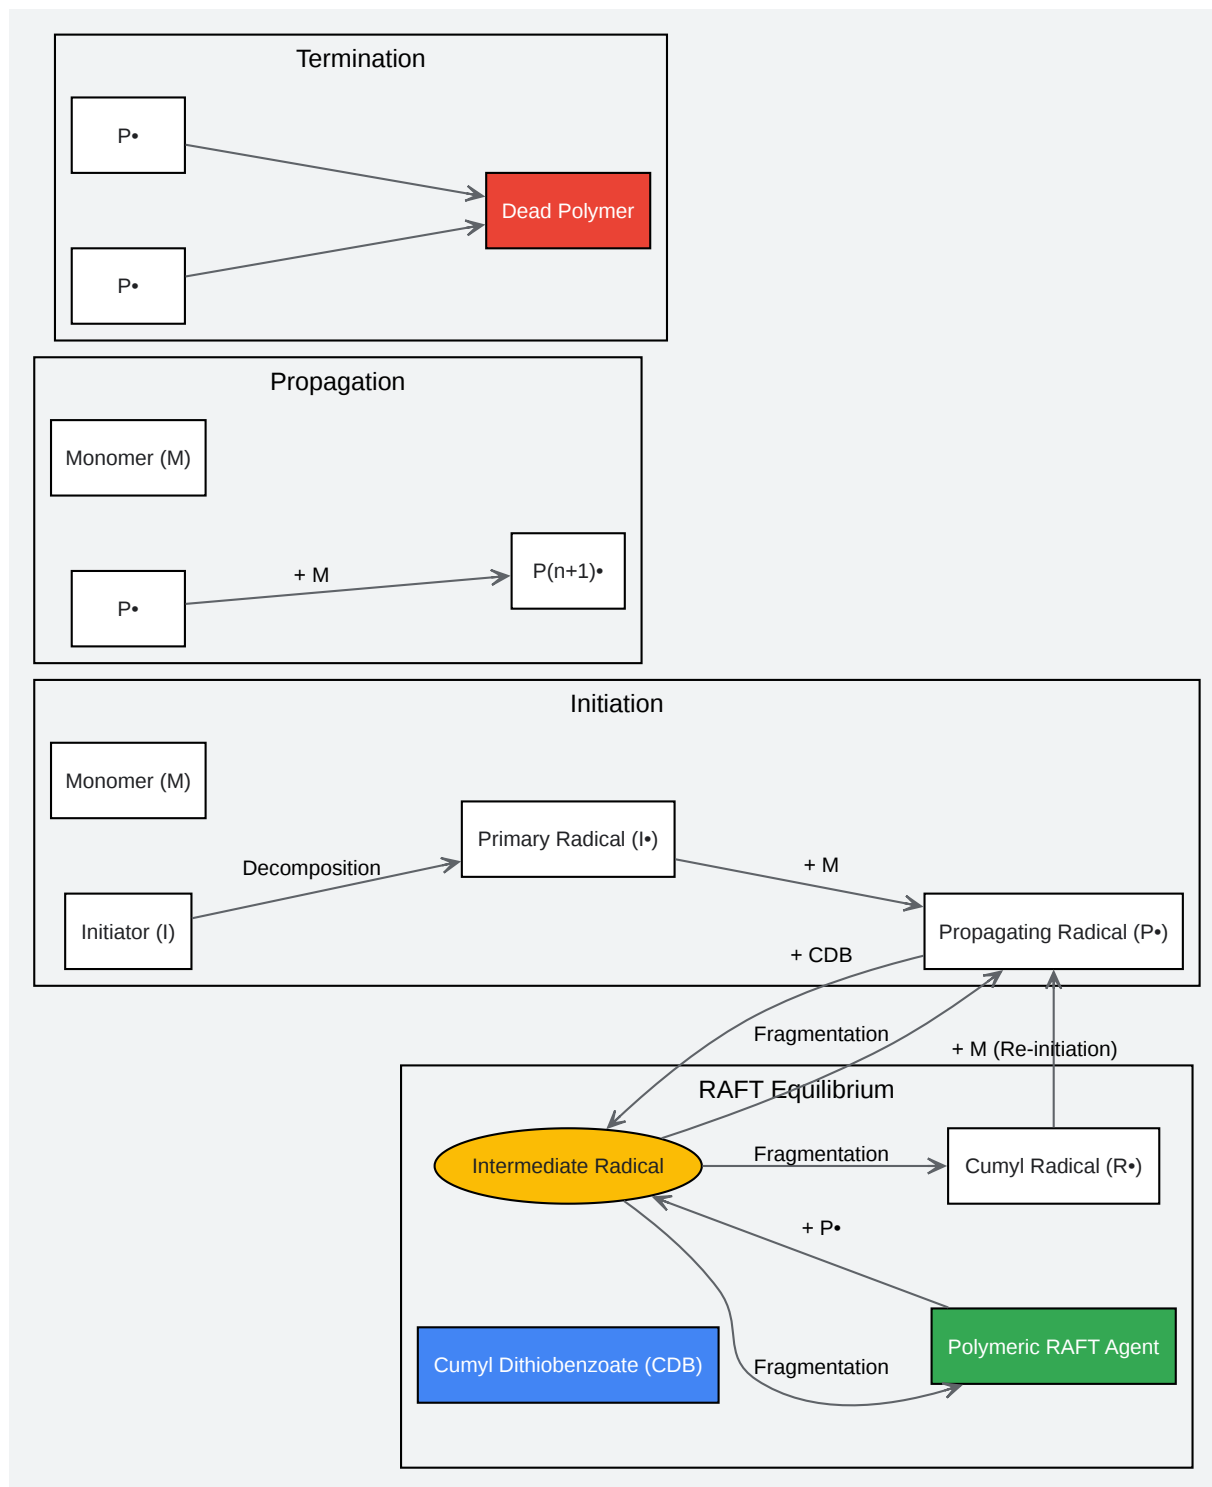 Termination
P•
Dead Polymer
P•
Propagation
Monomer (M)
+ M
P(n+1)•
P•
Initiation
Monomer (M)
Primary Radical (I•)
Decomposition
+ M
Initiator (I)
Propagating Radical (P•)
+ CDB
Fragmentation
+ M (Re-initiation)
RAFT Equilibrium
Intermediate Radical
Fragmentation
Cumyl Radical (R•)
+ P•
Polymeric RAFT Agent
Cumyl Dithiobenzoate (CDB)
Fragmentation